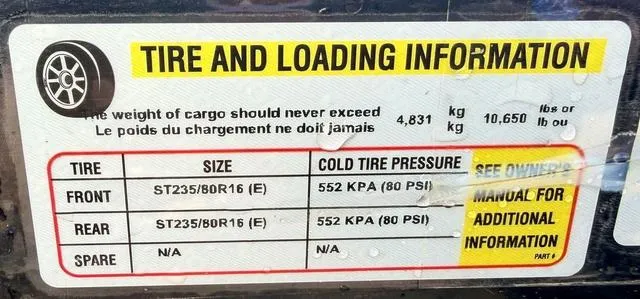 TIRE AND LOADING INFORMATION
The weight of cargo should never exceed 4,831 kg 10,650 lbs or
Le poids du chargement ne doit jamais kg lb ou
TIRE SIZE COLD TIRE PRESSURE SEE OWNER'S
FRONT ST235/80R16 (E) 552 KPA (80 PSI) MANUAL FOR
REAR ST235/80R16 (E) 552 KPA (80 PSI) ADDITIONAL
SPARE N/A N/A INFORMATION
PART #